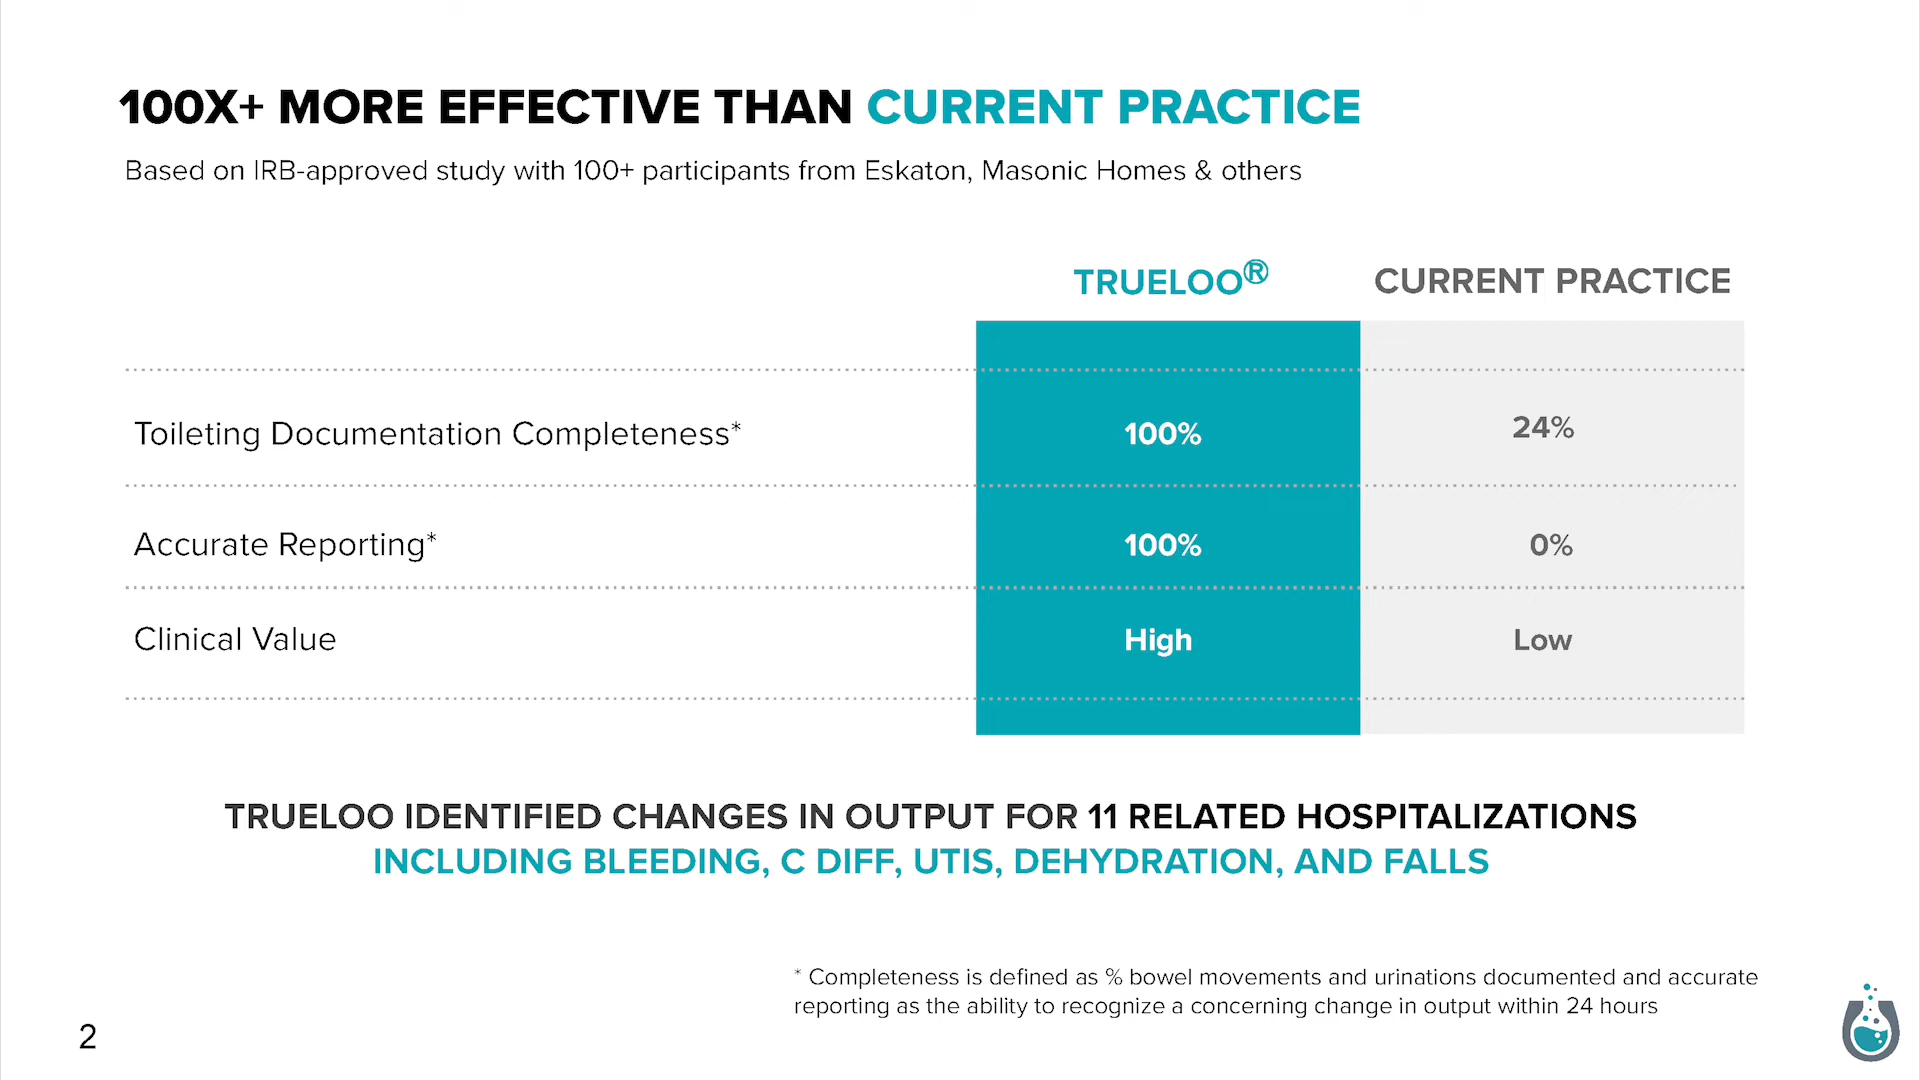 100X+ MORE EFFECTIVE THAN CURRENT PRACTICE
Based on IRB-approved study with 100+ participants from Eskaton, Masonic Homes & others
TRUELOO® CURRENT PRACTICE
Toileting Documentation Completeness* 100% 24%
Accurate Reporting* 100% 0%
Clinical Value High Low
TRUELOO IDENTIFIED CHANGES IN OUTPUT FOR 11 RELATED HOSPITALIZATIONS
INCLUDING BLEEDING, C DIFF, UTIS, DEHYDRATION, AND FALLS
* Completeness is defined as % bowel movements and urinations documented and accurate
reporting as the ability to recognize a concerning change in output within 24 hours
2